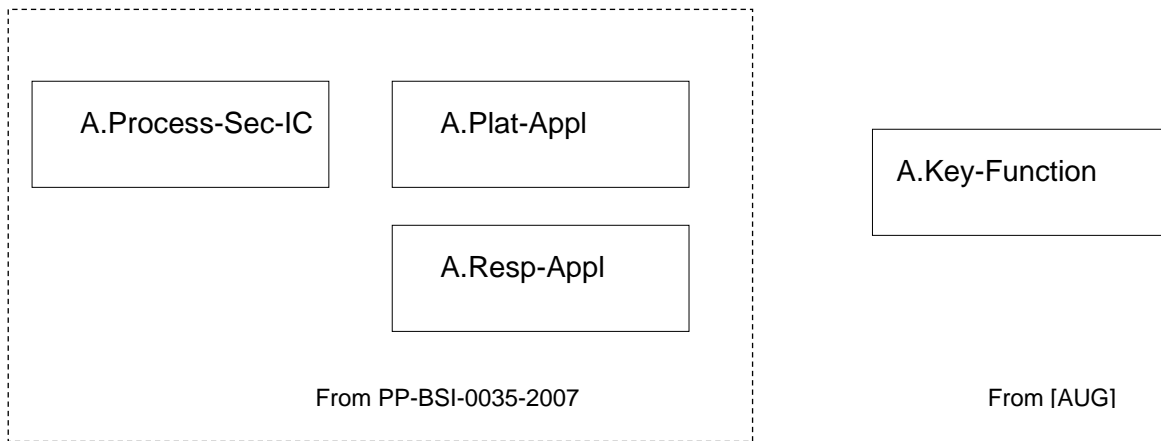 A.Process-Sec-IC
A.Plat-Appl
A.Key-Function
A.Resp-Appl
From PP-BSI-0035-2007
From [AUG]